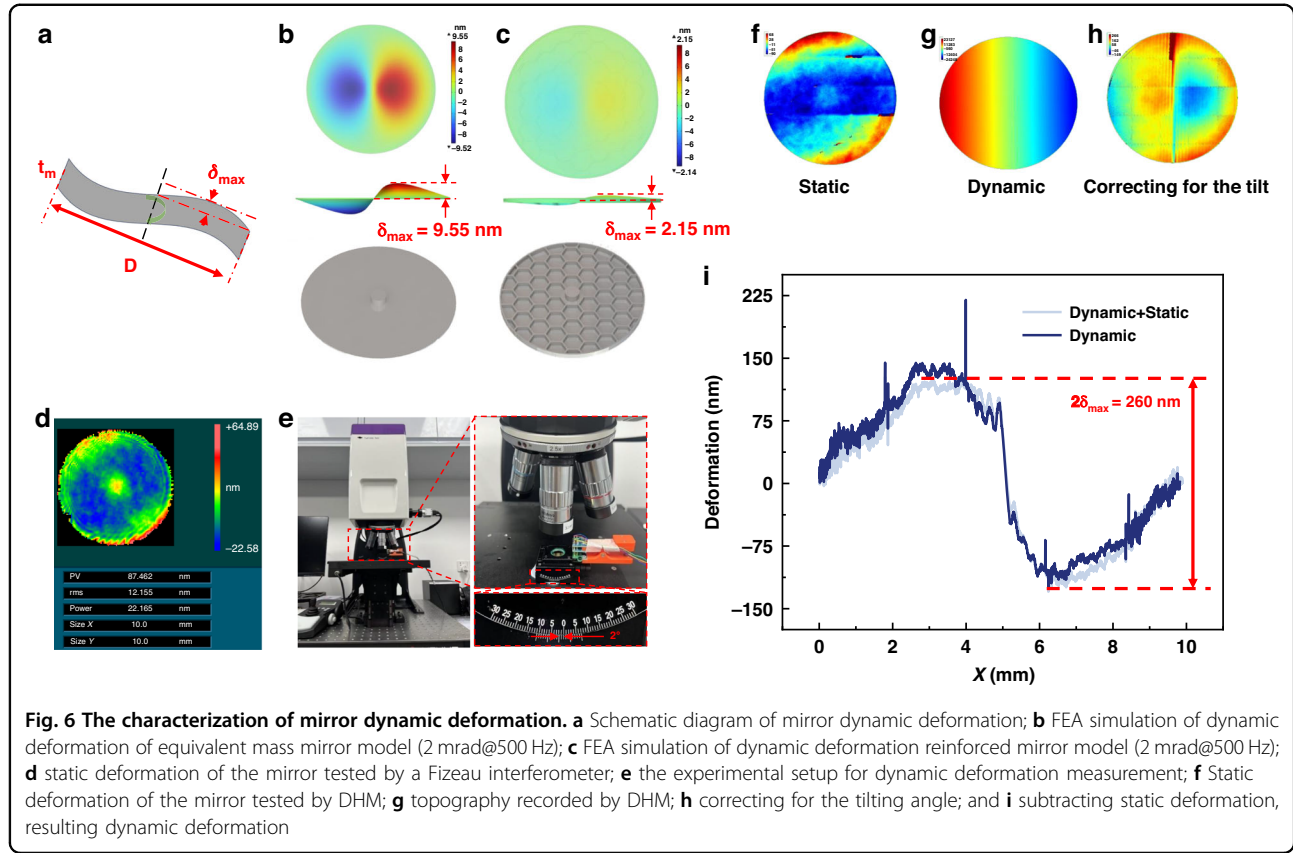 a
t_m
δ_max
D
b
nm
9.55
8
6
4
2
0
−2
−4
−6
−8
−9.52
δ_max = 9.55 nm
c
nm
2.15
8
6
4
2
0
−2
−4
−6
−8
−2.14
δ_max = 2.15 nm
f
Static
g
Dynamic
h
Correcting for the tilt
d
+64.89
nm
−22.58
PV 87.462 nm
rms 12.155 nm
Power 22.165 nm
Size X 10.0 mm
Size Y 10.0 mm
e
2.5x
30 25 20 15 10 5 0 5 10 15 20 25 30
2°
i
Deformation (nm)
225
150
75
0
−75
−150
Dynamic+Static
Dynamic
2δ_max = 260 nm
0 2 4 6 8 10
X (mm)
Fig. 6 The characterization of mirror dynamic deformation. a Schematic diagram of mirror dynamic deformation; b FEA simulation of dynamic
deformation of equivalent mass mirror model (2 mrad@500 Hz); c FEA simulation of dynamic deformation reinforced mirror model (2 mrad@500 Hz);
d static deformation of the mirror tested by a Fizeau interferometer; e the experimental setup for dynamic deformation measurement; f Static
deformation of the mirror tested by DHM; g topography recorded by DHM; h correcting for the tilting angle; and i subtracting static deformation,
resulting dynamic deformation